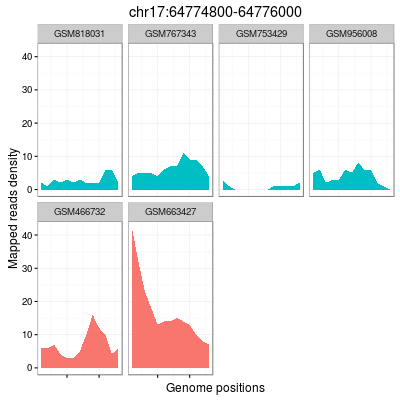 chr17:64774800-64776000
GSM818031 GSM767343 GSM753429 GSM956008
40
30
20
10
0
GSM466732 GSM663427
40
30
20
10
0
Mapped reads density
Genome positions